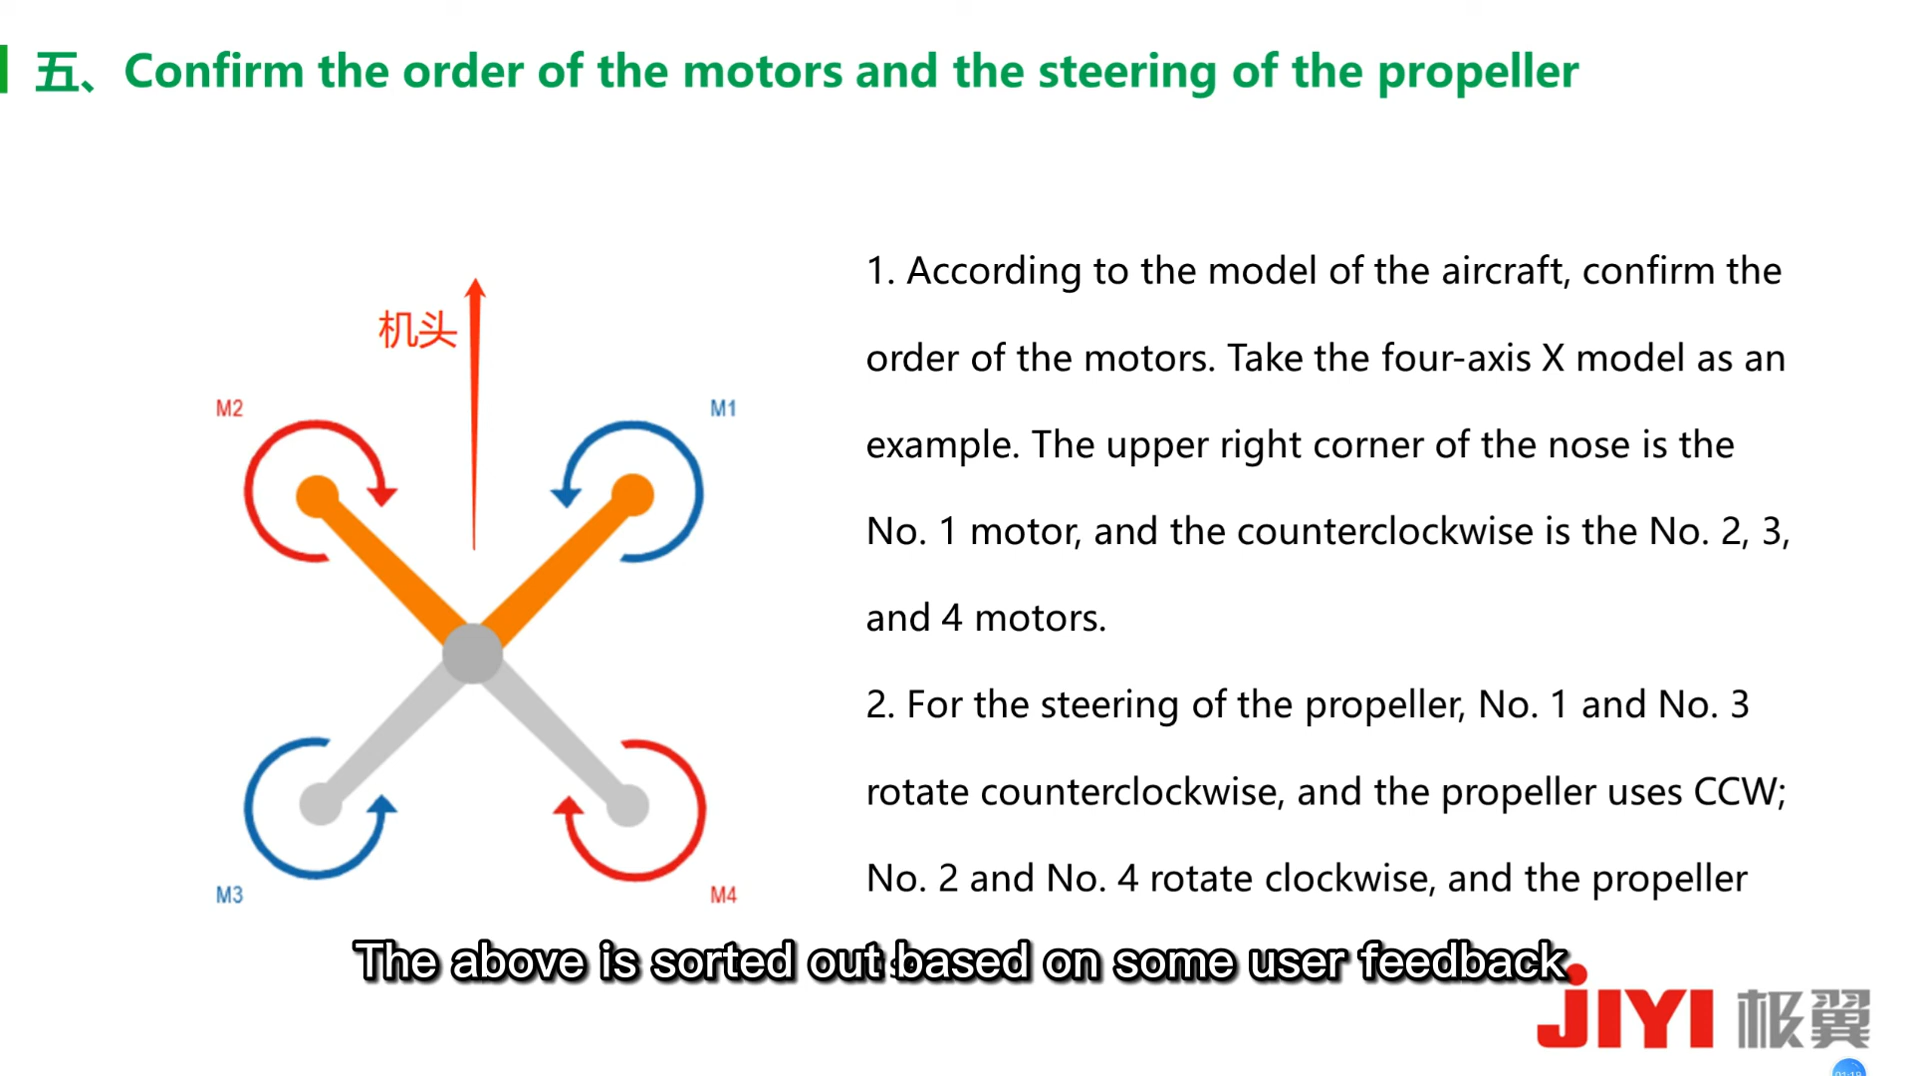 五、Confirm the order of the motors and the steering of the propeller
机头
M2
M1
M3
M4
1. According to the model of the aircraft, confirm the
order of the motors. Take the four-axis X model as an
example. The upper right corner of the nose is the
No. 1 motor, and the counterclockwise is the No. 2, 3,
and 4 motors.
2. For the steering of the propeller, No. 1 and No. 3
rotate counterclockwise, and the propeller uses CCW;
No. 2 and No. 4 rotate clockwise, and the propeller
The above is sorted out based on some user feedback
JIYI 极翼